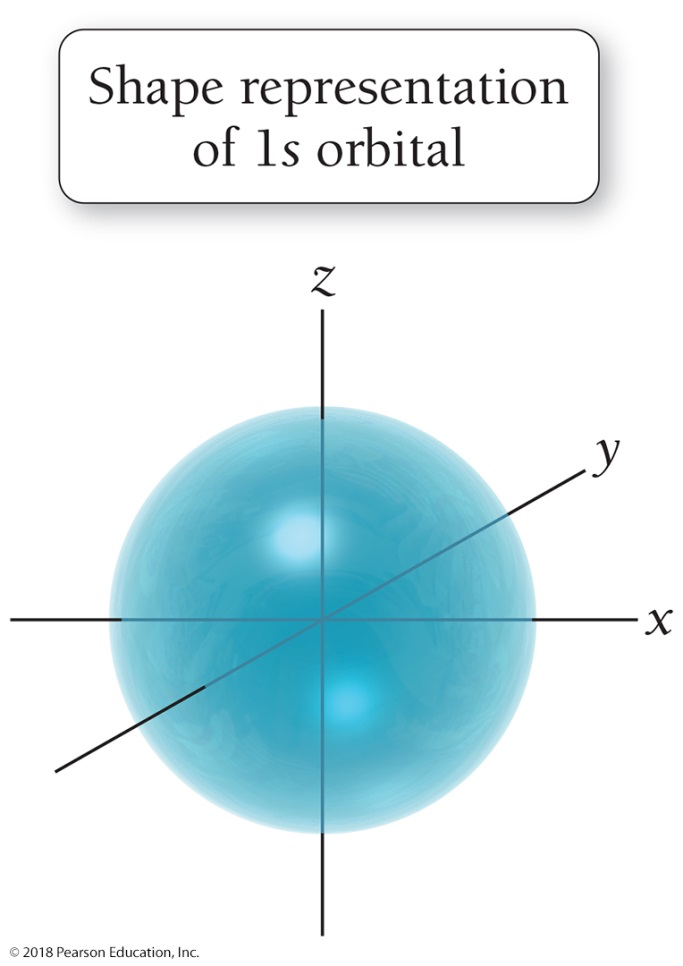 Shape representation
of 1s orbital
z
y
x
© 2018 Pearson Education, Inc.